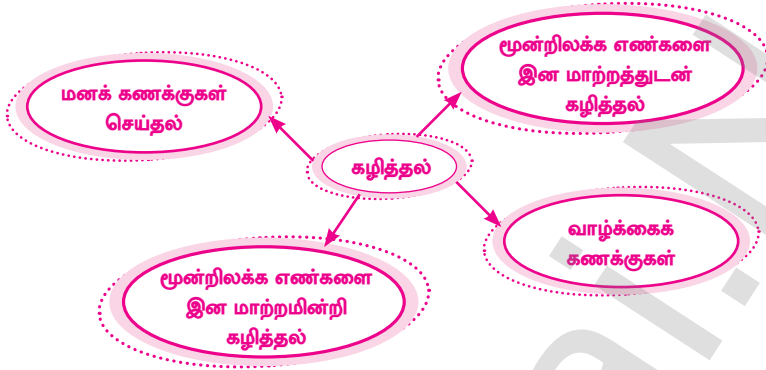 மூன்றிலக்க எண்களை
இன மாற்றத்துடன்
கழித்தல்
மனக் கணக்குகள்
செய்தல்
கழித்தல்
வாழ்க்கைக்
கணக்குகள்
மூன்றிலக்க எண்களை
இன மாற்றமின்றி
கழித்தல்